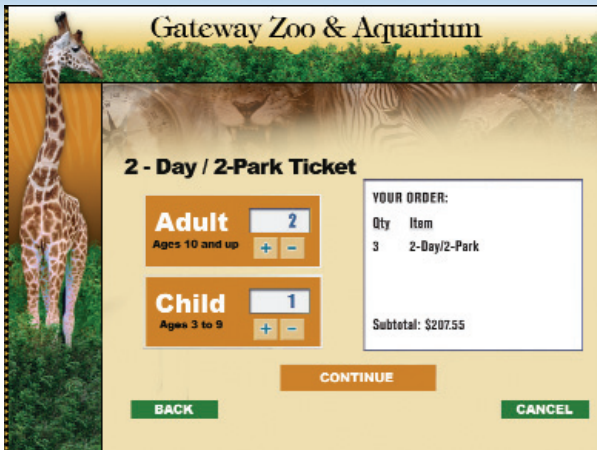 Gateway Zoo & Aquarium
2 - Day / 2-Park Ticket
Adult 2
Ages 10 and up + −
Child 1
Ages 3 to 9 + −
YOUR ORDER:
Qty Item
3 2-Day/2-Park
Subtotal: $207.55
CONTINUE
BACK
CANCEL